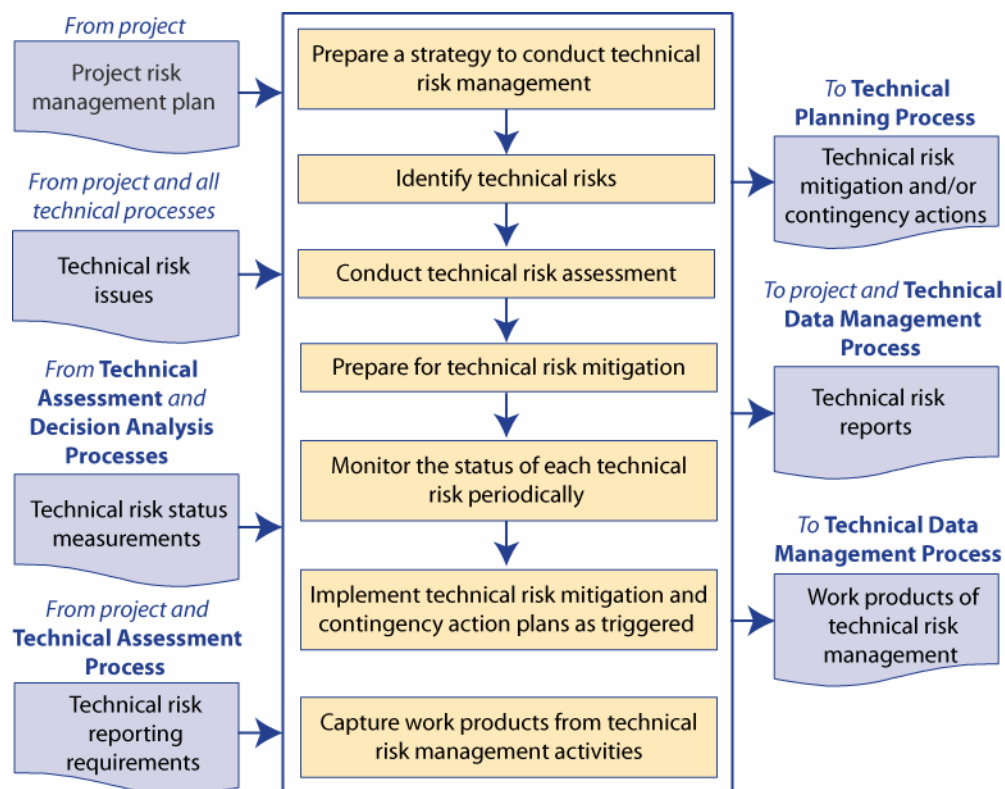 From project
Project risk
management plan
From project and all
technical processes
Technical risk
issues
From Technical
Assessment and
Decision Analysis
Processes
Technical risk status
measurements
From project and
Technical Assessment
Process
Technical risk
reporting
requirements
Prepare a strategy to conduct technical
risk management
Identify technical risks
Conduct technical risk assessment
Prepare for technical risk mitigation
Monitor the status of each technical
risk periodically
Implement technical risk mitigation and
contingency action plans as triggered
Capture work products from technical
risk management activities
To Technical
Planning Process
Technical risk
mitigation and/or
contingency actions
To project and Technical
Data Management
Process
Technical risk
reports
To Technical Data
Management Process
Work products of
technical risk
management